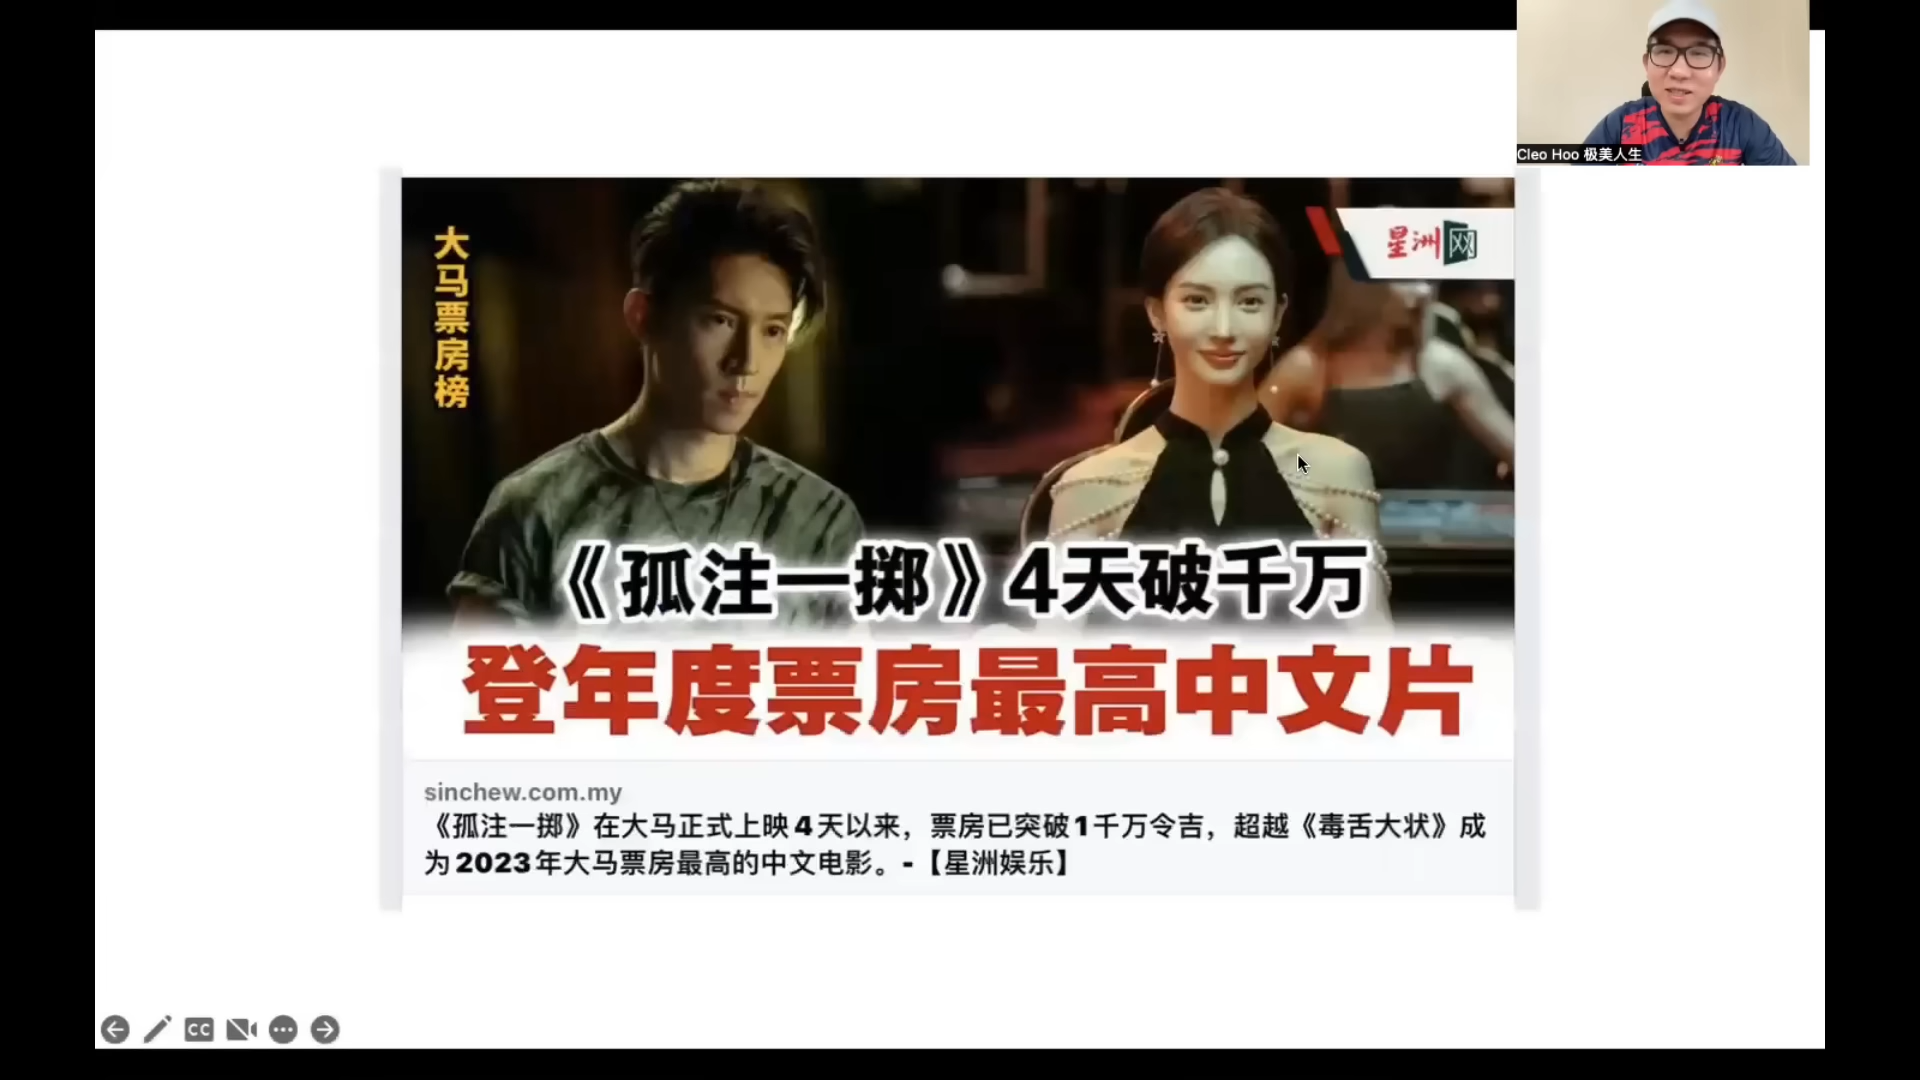 Cleo Hoo 极美人生
大马票房榜
星洲网
《孤注一掷》4天破千万
登年度票房最高中文片
sinchew.com.my
《孤注一掷》在大马正式上映4天以来，票房已突破1千万令吉，超越《毒舌大状》成
为2023年大马票房最高的中文电影。-【星洲娱乐】
CC